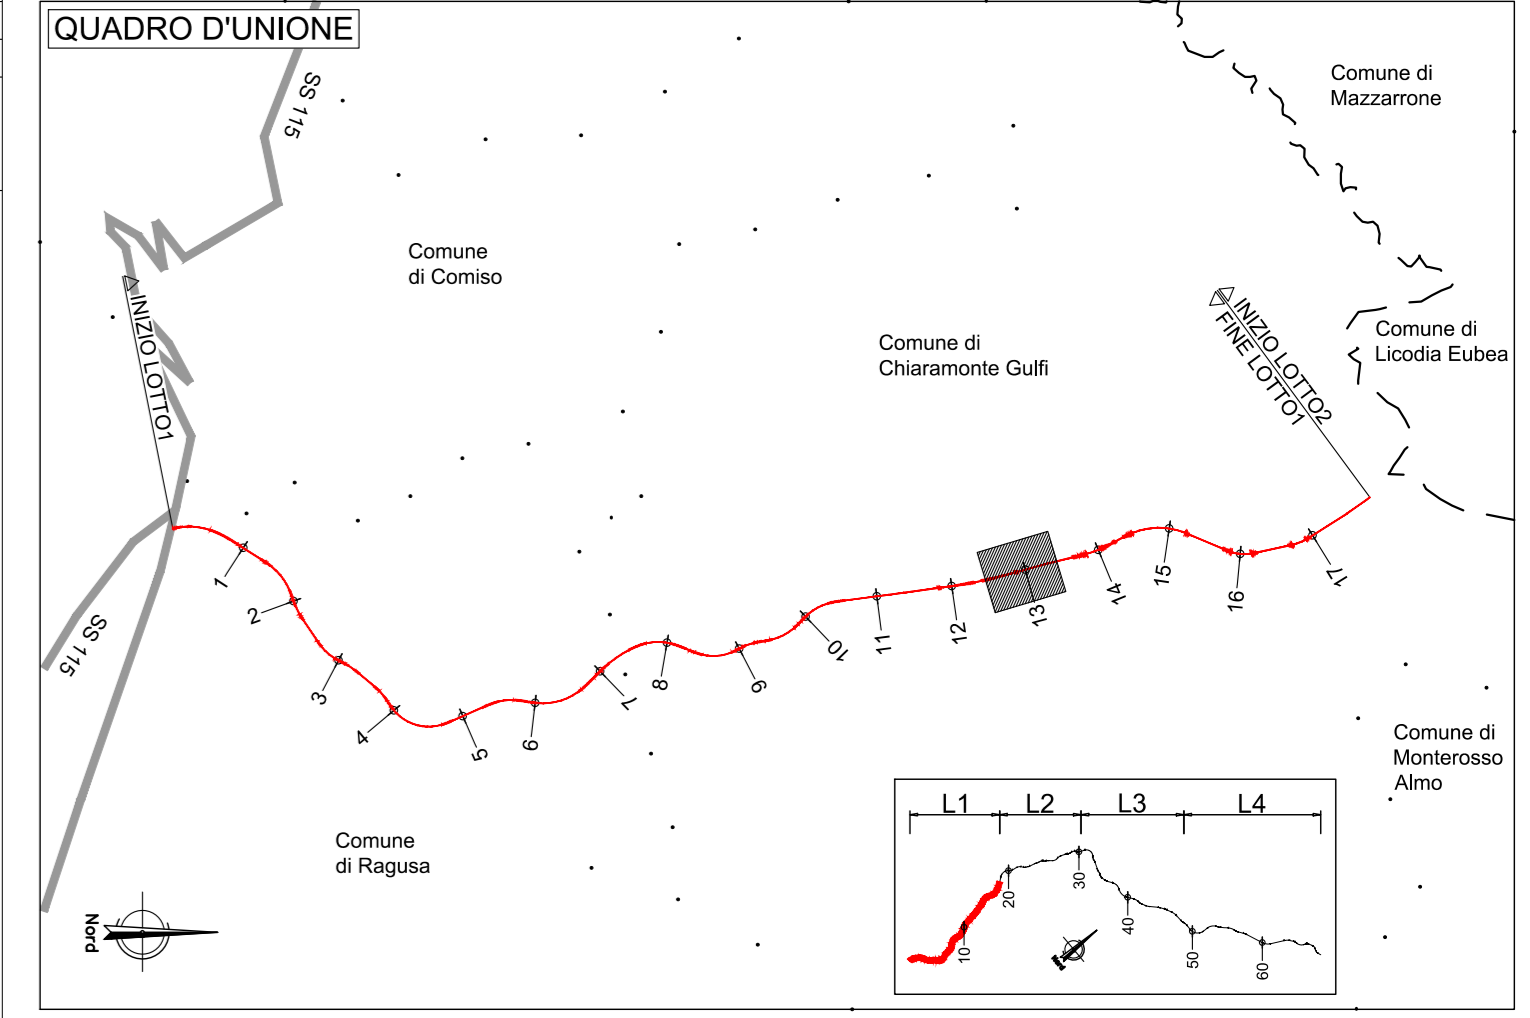 QUADRO D'UNIONE
SS 115
Comune di
Mazzarrone
Comune
di Comiso
INIZIO LOTTO1
Comune di
Chiaramonte Gulfi
INIZIO LOTTO2
FINE LOTTO1
Comune di
Licodia Eubea
1
2
3
4
5
6
7
8
9
10
11
12
13
14
15
16
17
SS 115
Comune di
Monterosso
Almo
Comune
di Ragusa
Nord
L1
L2
L3
L4
10
20
30
40
50
60
Nord